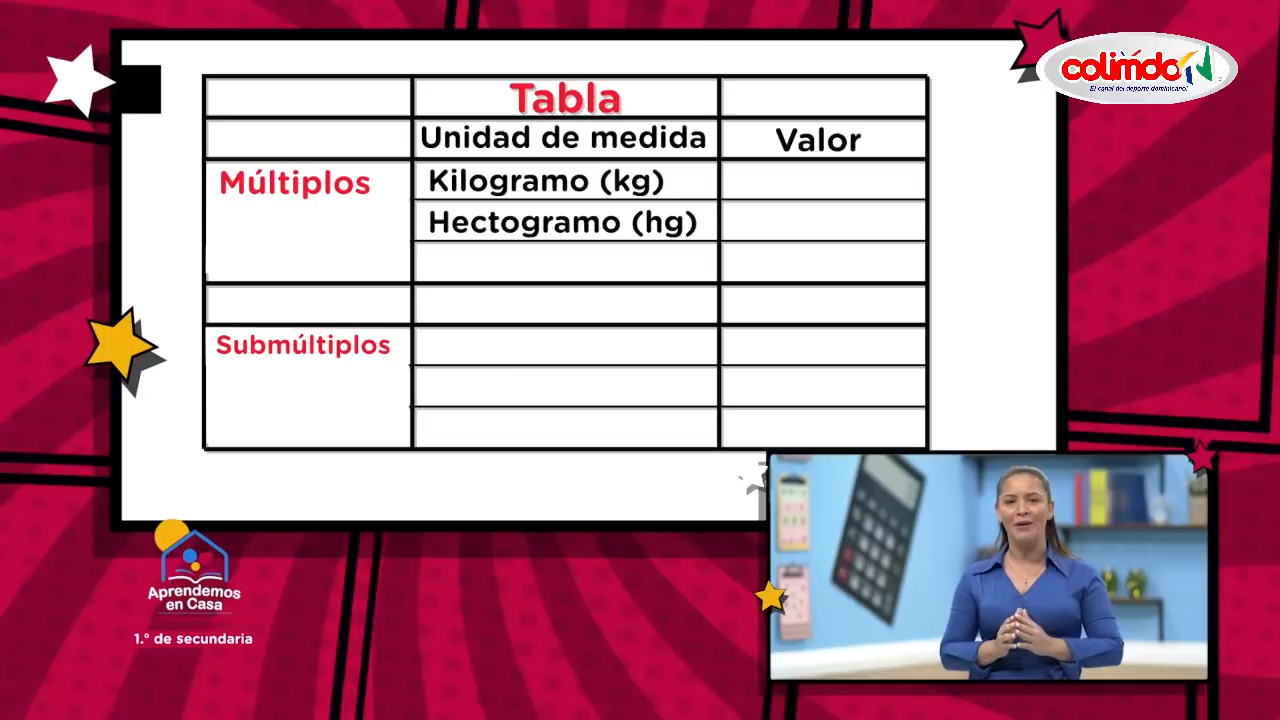 Tabla
Unidad de medida
Valor
Múltiplos
Kilogramo (kg)
Hectogramo (hg)
Submúltiplos
colimdo
El canal del deporte dominicano!
Aprendemos
en Casa
1.° de secundaria